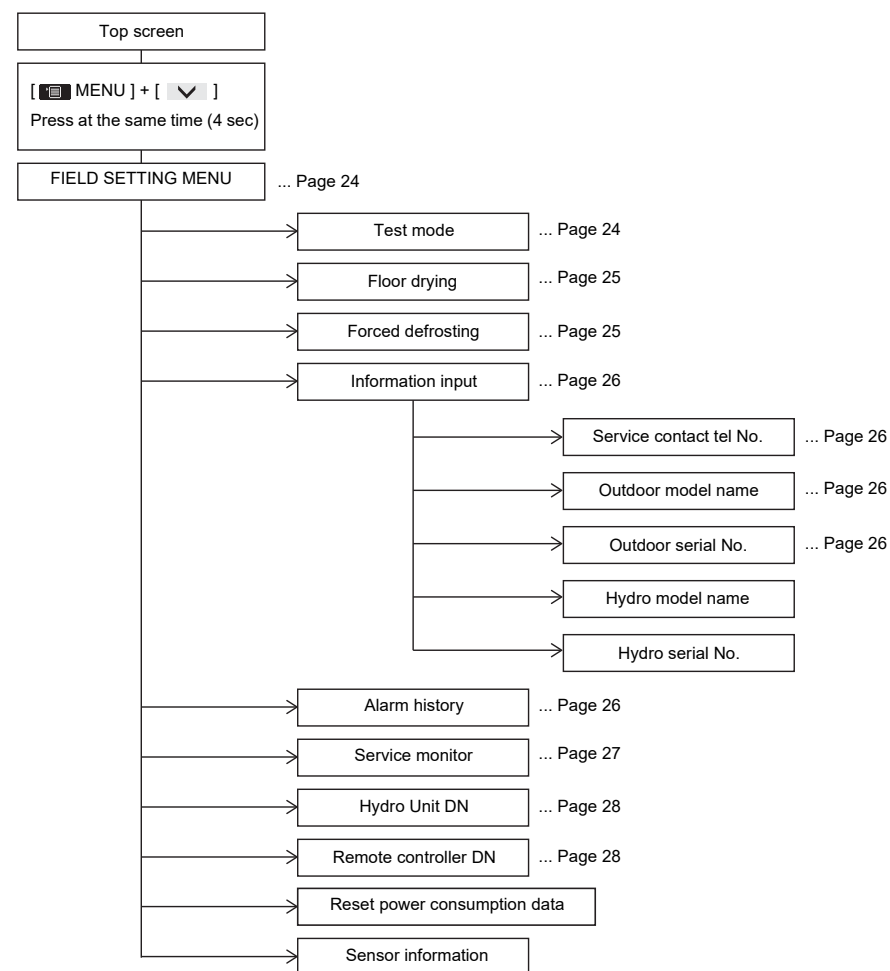 Top screen
[ MENU ] + [ ]
Press at the same time (4 sec)
FIELD SETTING MENU ... Page 24
Test mode ... Page 24
Floor drying ... Page 25
Forced defrosting ... Page 25
Information input ... Page 26
Service contact tel No. ... Page 26
Outdoor model name ... Page 26
Outdoor serial No. ... Page 26
Hydro model name
Hydro serial No.
Alarm history ... Page 26
Service monitor ... Page 27
Hydro Unit DN ... Page 28
Remote controller DN ... Page 28
Reset power consumption data
Sensor information